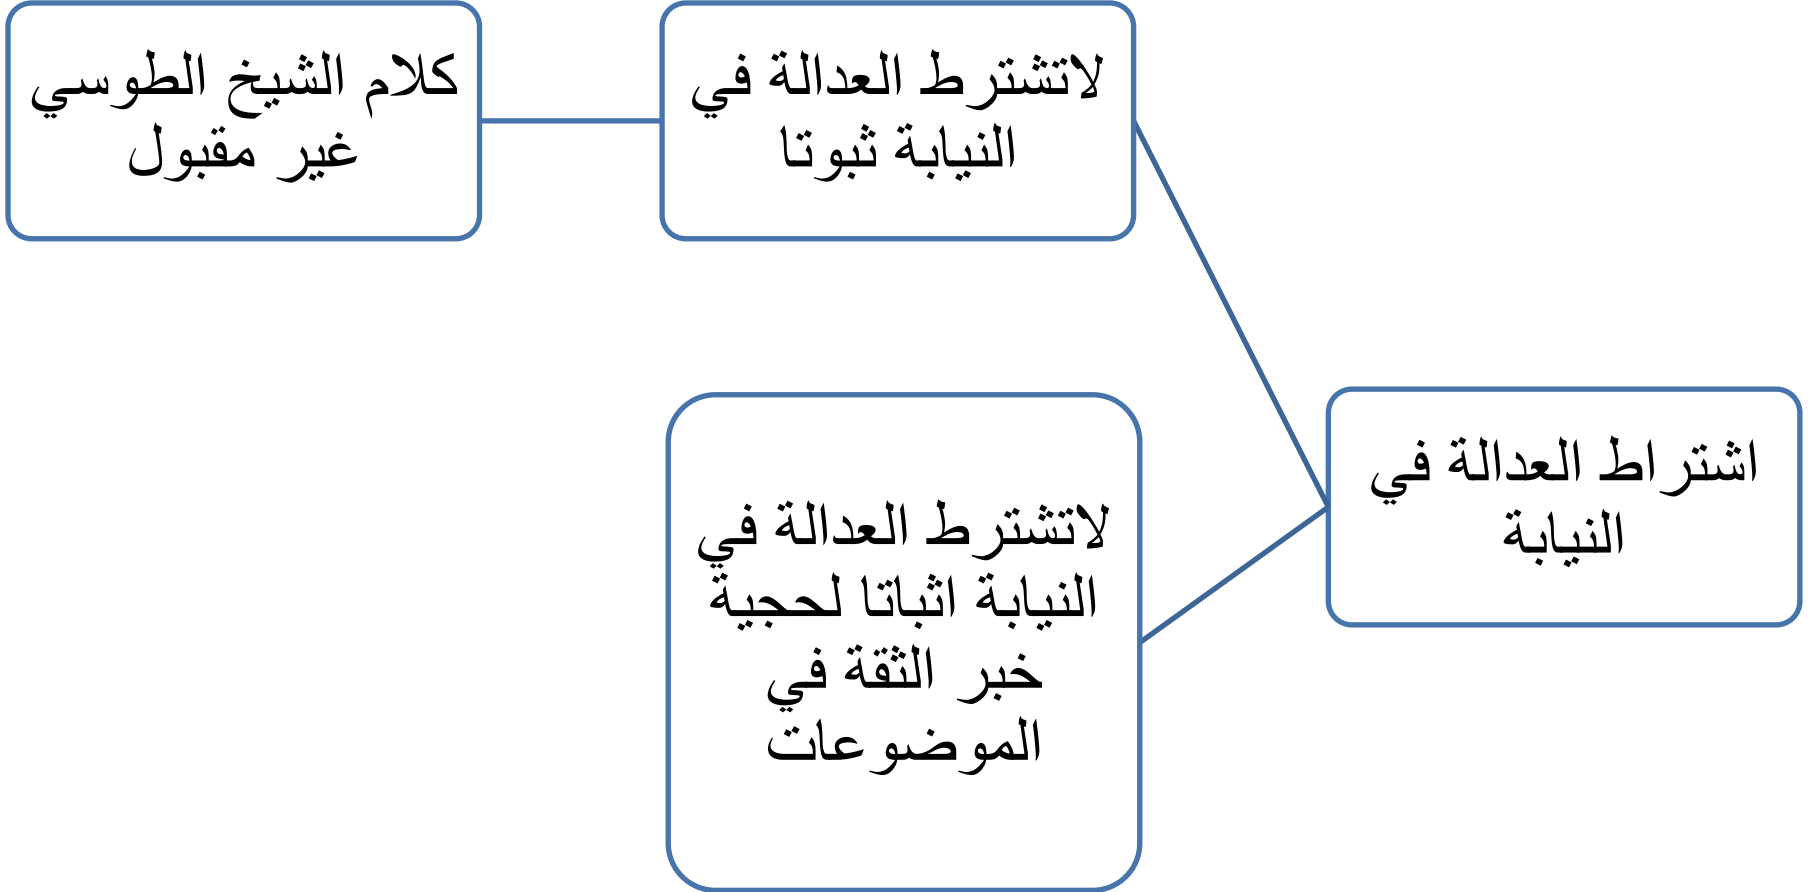 اشتراط العدالة في
النيابة
لاتشترط العدالة في
النيابة ثبوتا
كلام الشيخ الطوسي
غير مقبول
لاتشترط العدالة في
النيابة اثباتا لحجية
خبر الثقة في
الموضوعات